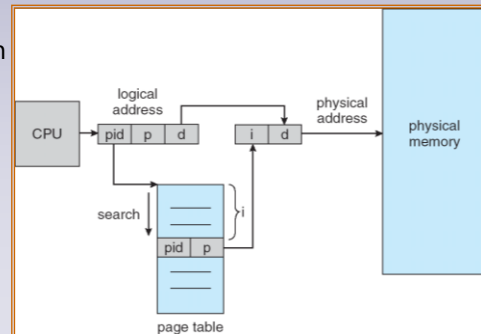 n
logical
address
physical
address
CPU
pid p d
i d
physical
memory
search
i
pid p
page table